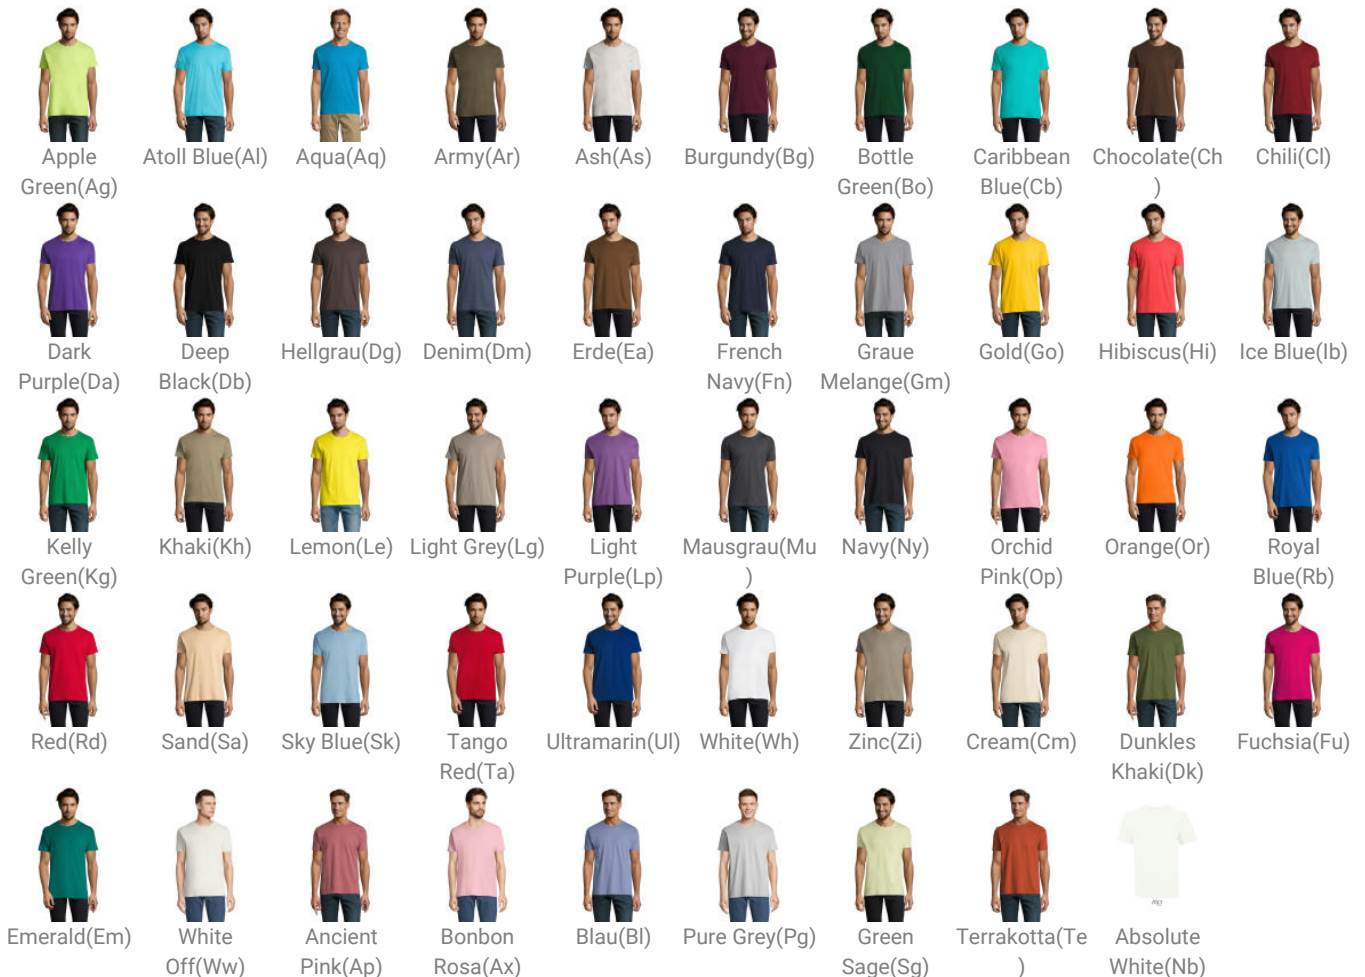 Apple Green(Ag)
Atoll Blue(Al)
Aqua(Aq)
Army(Ar)
Ash(As)
Burgundy(Bg)
Bottle Green(Bo)
Caribbean Blue(Cb)
Chocolate(Ch)
Chili(Cl)
Dark Purple(Da)
Deep Black(Db)
Hellgrau(Dg)
Denim(Dm)
Erde(Ea)
French Navy(Fn)
Graue Melange(Gm)
Gold(Go)
Hibiscus(Hi)
Ice Blue(Ib)
Kelly Green(Kg)
Khaki(Kh)
Lemon(Le)
Light Grey(Lg)
Light Purple(Lp)
Mausgrau(Mu)
Navy(Ny)
Orchid Pink(Op)
Orange(Or)
Royal Blue(Rb)
Red(Rd)
Sand(Sa)
Sky Blue(Sk)
Tango Red(Ta)
Ultramarin(Ul)
White(Wh)
Zinc(Zi)
Cream(Cm)
Dunkles Khaki(Dk)
Fuchsia(Fu)
Emerald(Em)
White Off(Ww)
Ancient Pink(Ap)
Bonbon Rosa(Ax)
Blau(Bl)
Pure Grey(Pg)
Green Sage(Sg)
Terrakotta(Te)
Absolute White(Nb)